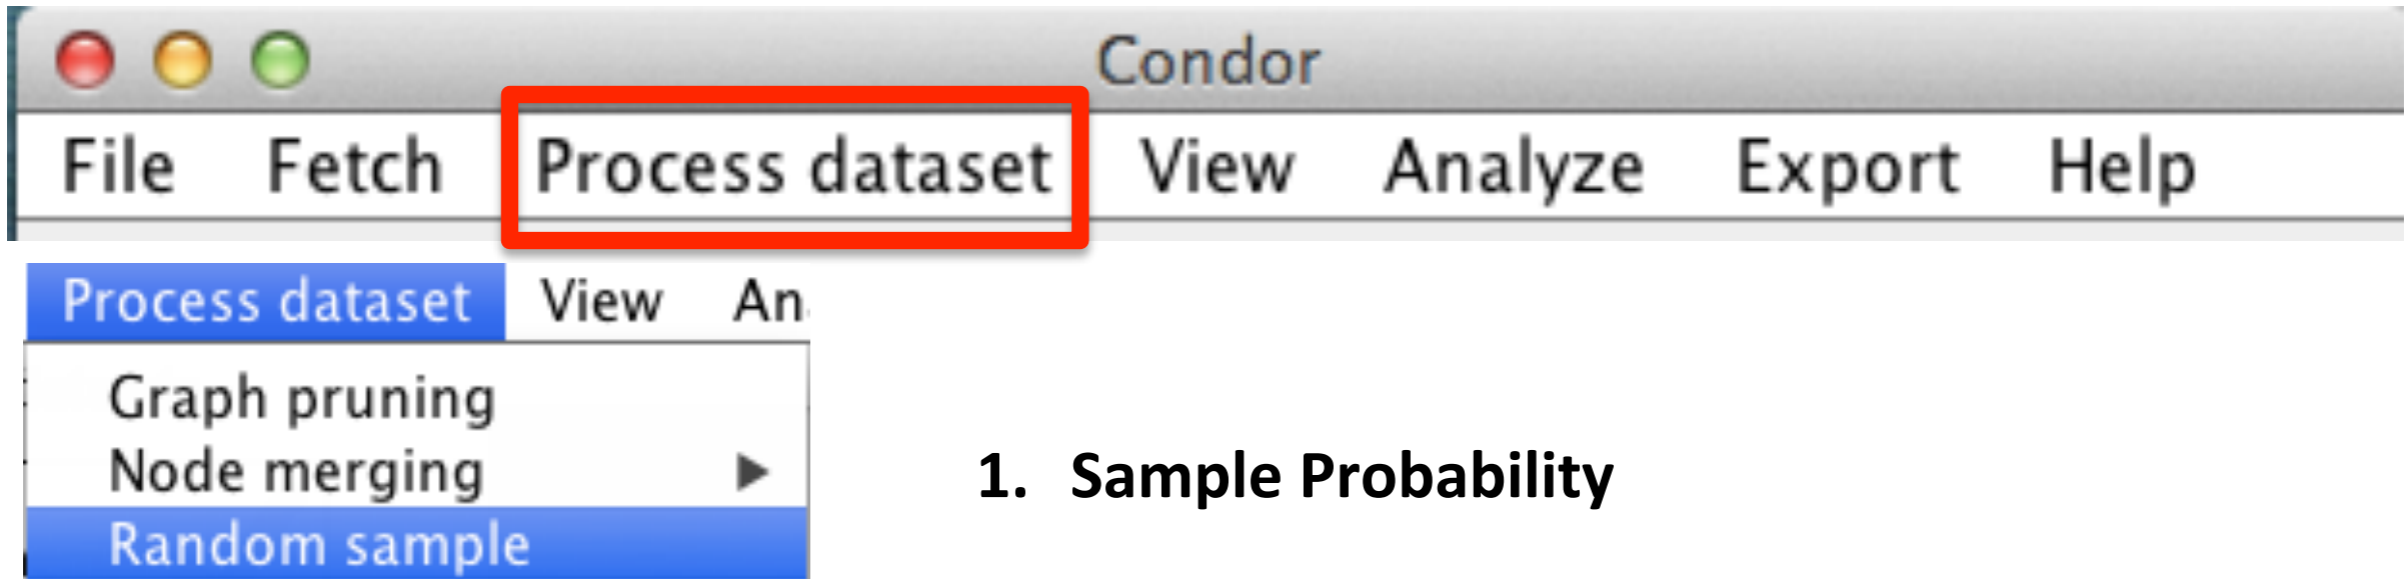 Condor
File Fetch Process dataset View Analyze Export Help
Process dataset View An
Graph pruning
Node merging
1. Sample Probability
Random sample